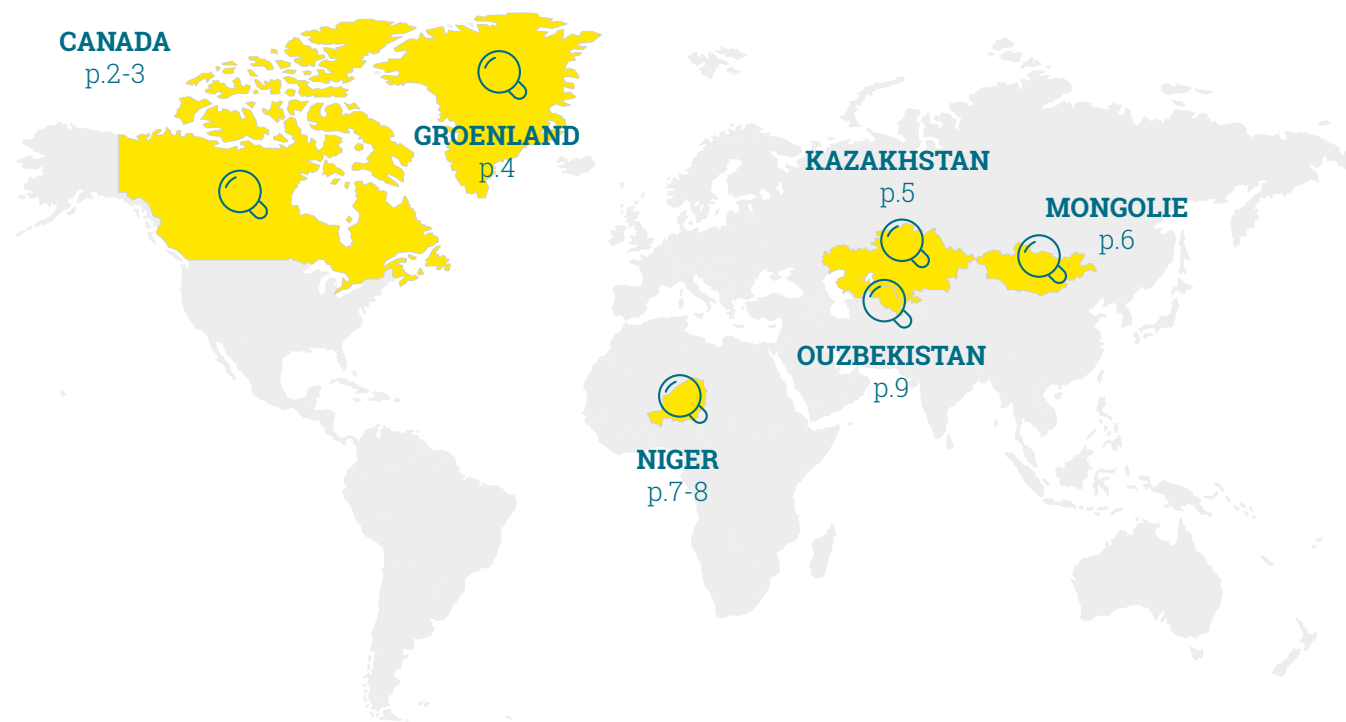 CANADA
p.2-3
GROENLAND
p.4
KAZAKHSTAN
p.5
MONGOLIE
p.6
OUZBEKISTAN
p.9
NIGER
p.7-8